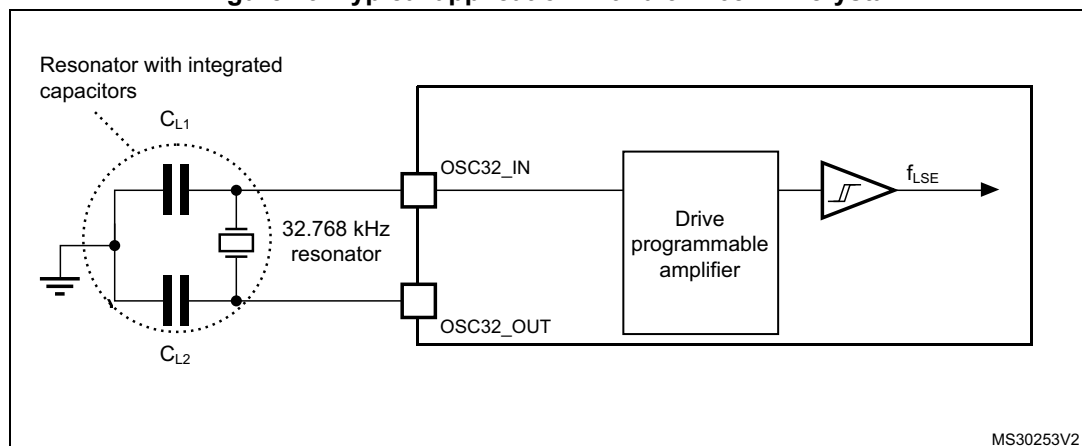 Resonator with integrated
capacitors
CL1
OSC32_IN
fLSE
32.768 kHz
resonator
Drive
programmable
amplifier
OSC32_OUT
CL2
MS30253V2